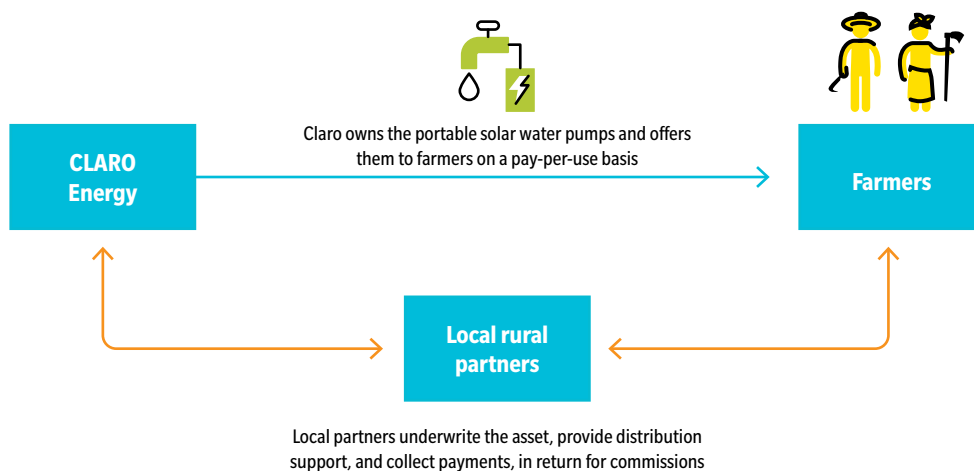 Claro owns the portable solar water pumps and offers
them to farmers on a pay-per-use basis
CLARO
Energy
Farmers
Local rural
partners
Local partners underwrite the asset, provide distribution
support, and collect payments, in return for commissions